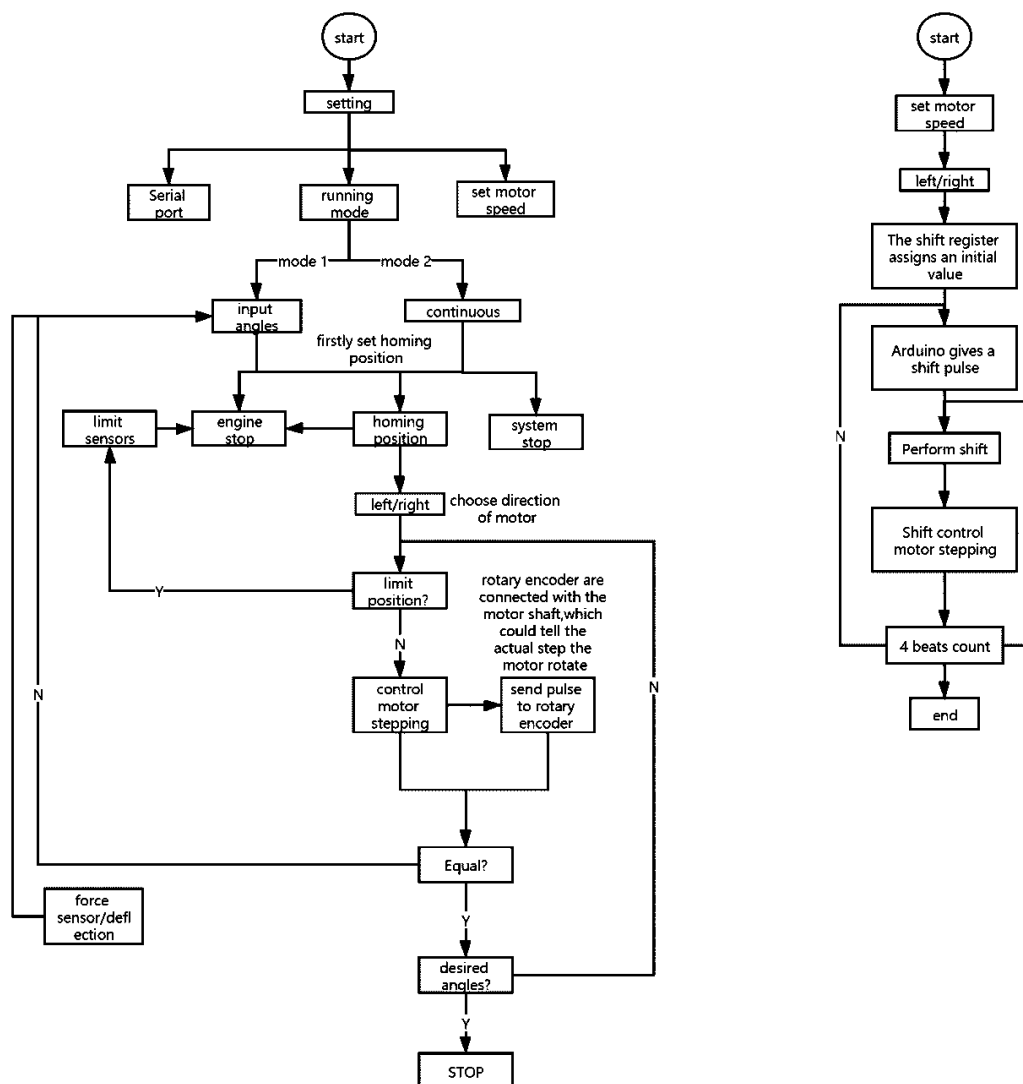 start
setting
Serial
port
running
mode
set motor
speed
mode 1
mode 2
input
angles
continuous
firstly set homing
position
limit
sensors
engine
stop
homing
position
system
stop
left/right
choose direction
of motor
limit
position?
Y
N
rotary encoder are
connected with the
motor shaft,which
could tell the
actual step the
motor rotate
control
motor
stepping
send pulse
to rotary
encoder
N
N
Equal?
force
sensor/defl
ection
Y
desired
angles?
Y
STOP
start
set motor
speed
left/right
The shift register
assigns an initial
value
Arduino gives a
shift pulse
N
Perform shift
Shift control
motor stepping
4 beats count
end